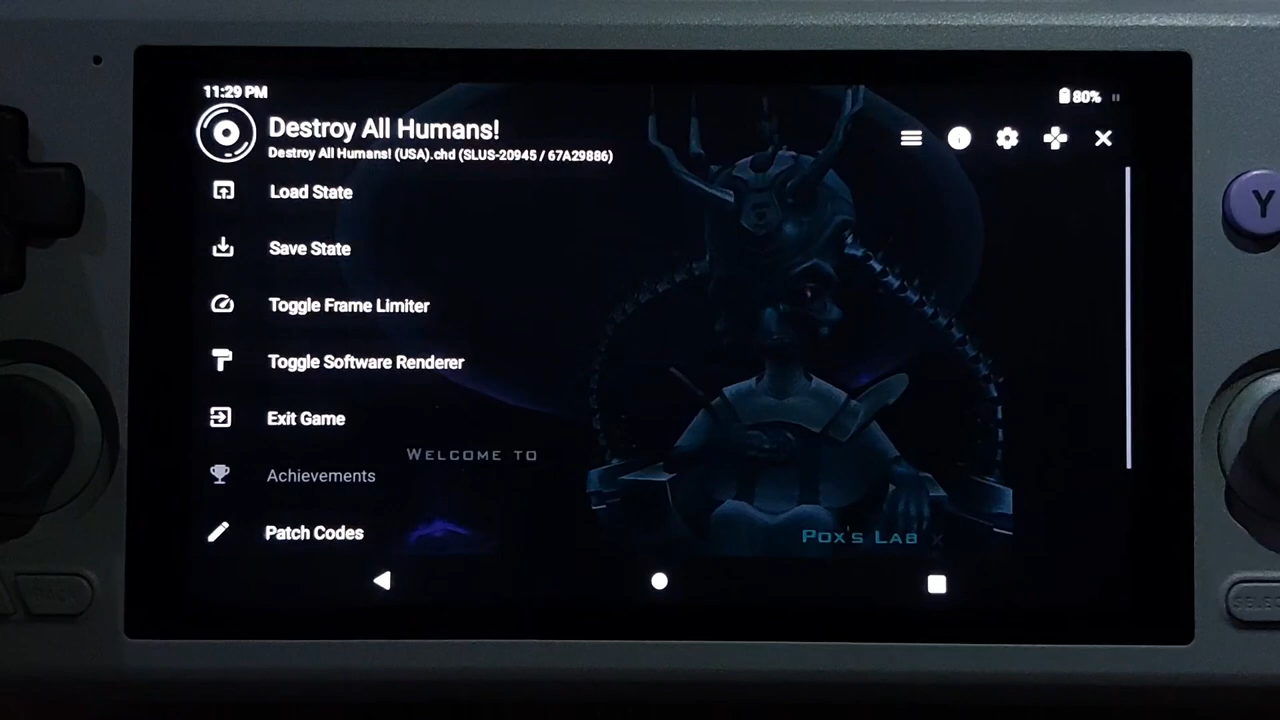 11:29 PM
80%
Destroy All Humans!
Destroy All Humans! (USA).chd (SLUS-20945 / 67A29886)
Load State
Save State
Toggle Frame Limiter
Toggle Software Renderer
Exit Game
WELCOME TO
Achievements
Patch Codes
POX'S LAB
Y
BACK